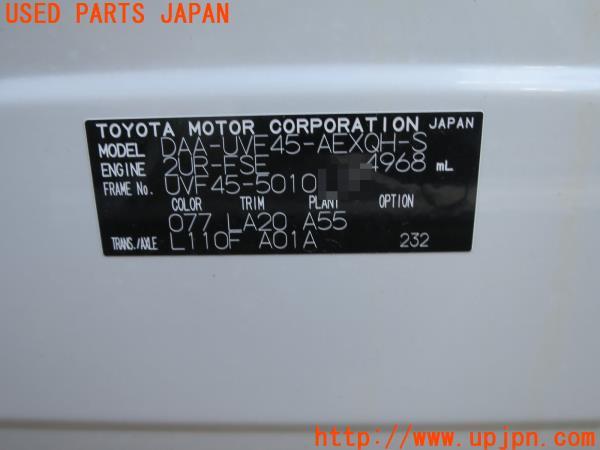 USED PARTS JAPAN
TOYOTA MOTOR CORPORATION JAPAN
MODEL DAA-UVF45-AEXQH-S
ENGINE 2UR-FSE 4968 mL
FRAME No. UVF45-5010
COLOR TRIM PLANT OPTION
077 LA20 A55
TRANS./AXLE L110F A01A 232
http://www.upjpn.com/